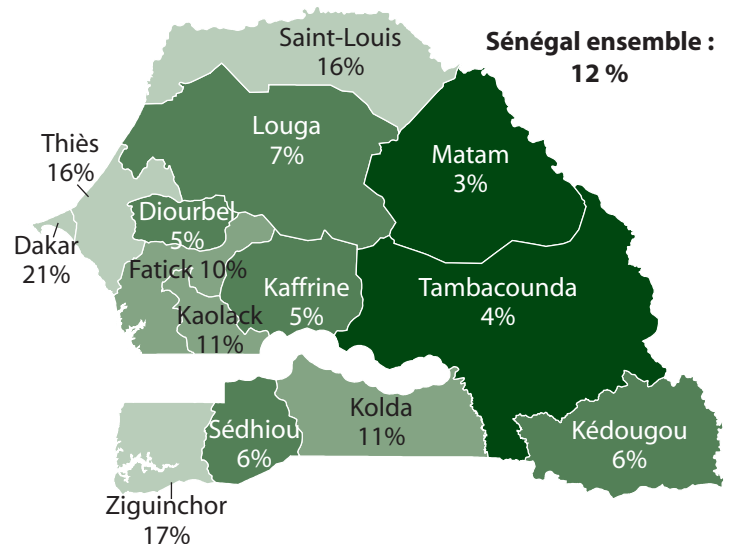 Saint-Louis
16%
Sénégal ensemble :
12 %
Louga
7%
Thiès
16%
Matam
3%
Diourbel
5%
Dakar
21%
Fatick 10%
Kaffrine
5%
Tambacounda
4%
Kaolack
11%
Kolda
11%
Sédhiou
6%
Kédougou
6%
Ziguinchor
17%